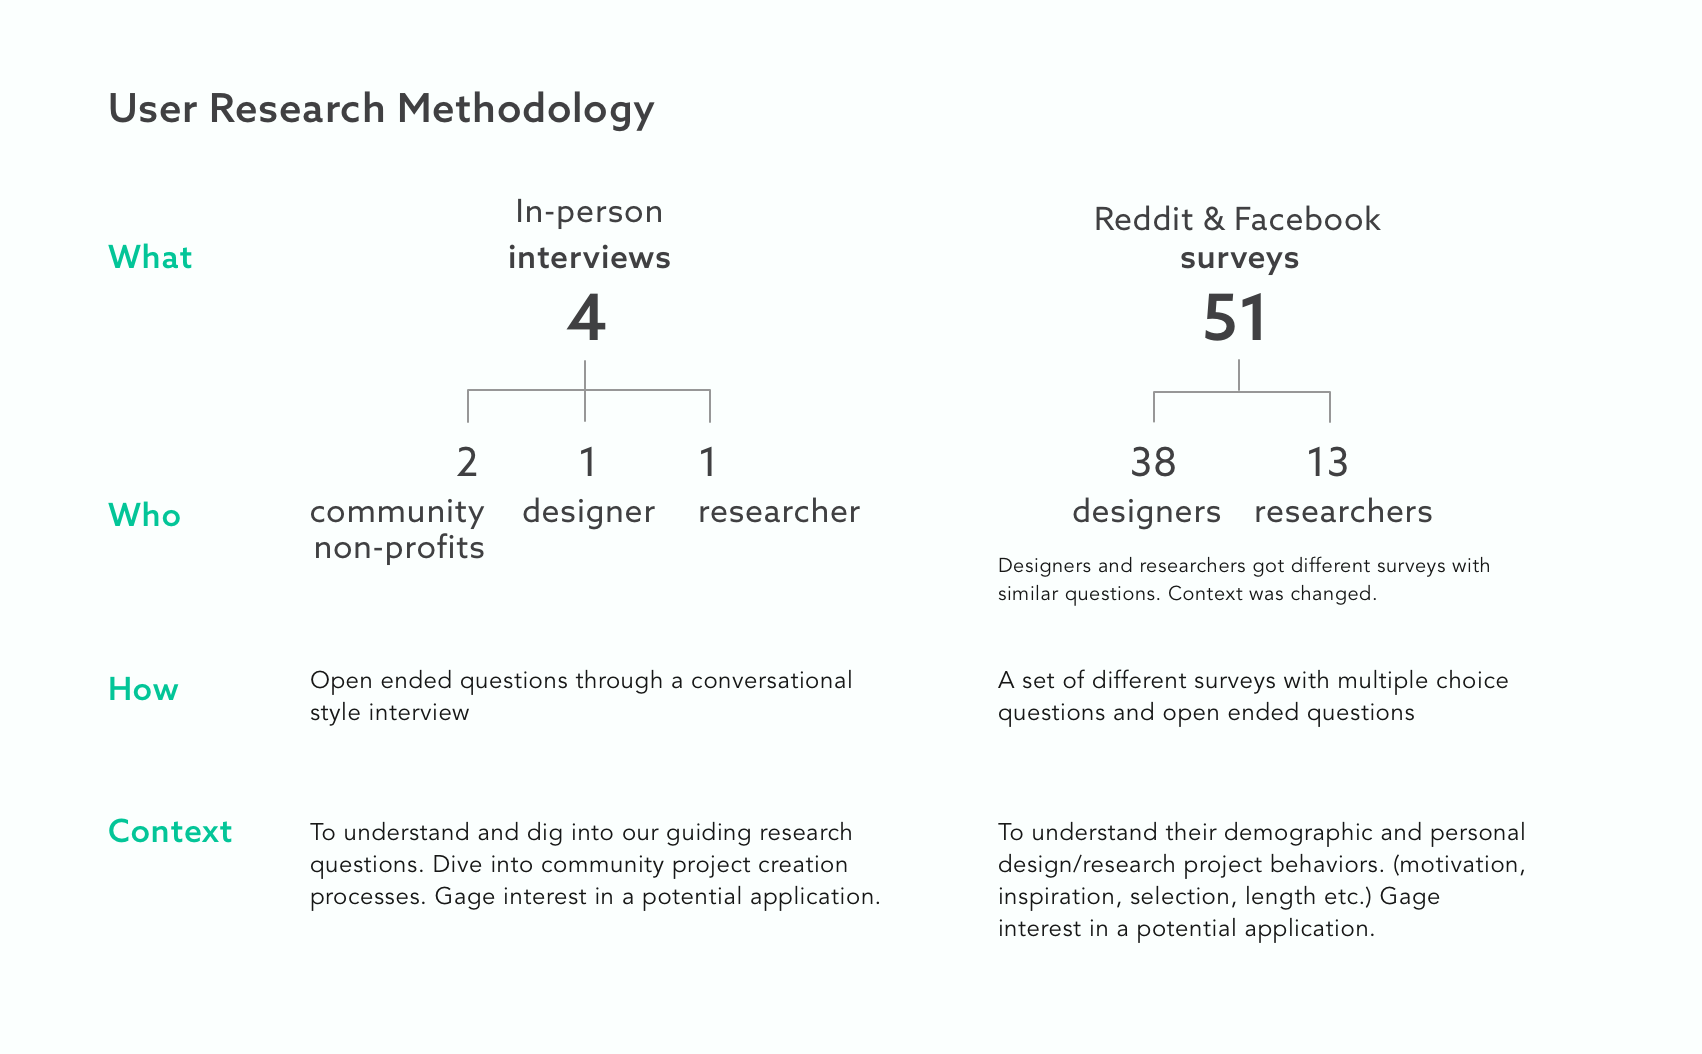 User Research Methodology
What
In-person
interviews
4
Reddit & Facebook
surveys
51
Who
2
community
non-profits
1
designer
1
researcher
38
designers
13
researchers
Designers and researchers got different surveys with
similar questions. Context was changed.
How
Open ended questions through a conversational
style interview
A set of different surveys with multiple choice
questions and open ended questions
Context
To understand and dig into our guiding research
questions. Dive into community project creation
processes. Gage interest in a potential application.
To understand their demographic and personal
design/research project behaviors. (motivation,
inspiration, selection, length etc.) Gage
interest in a potential application.